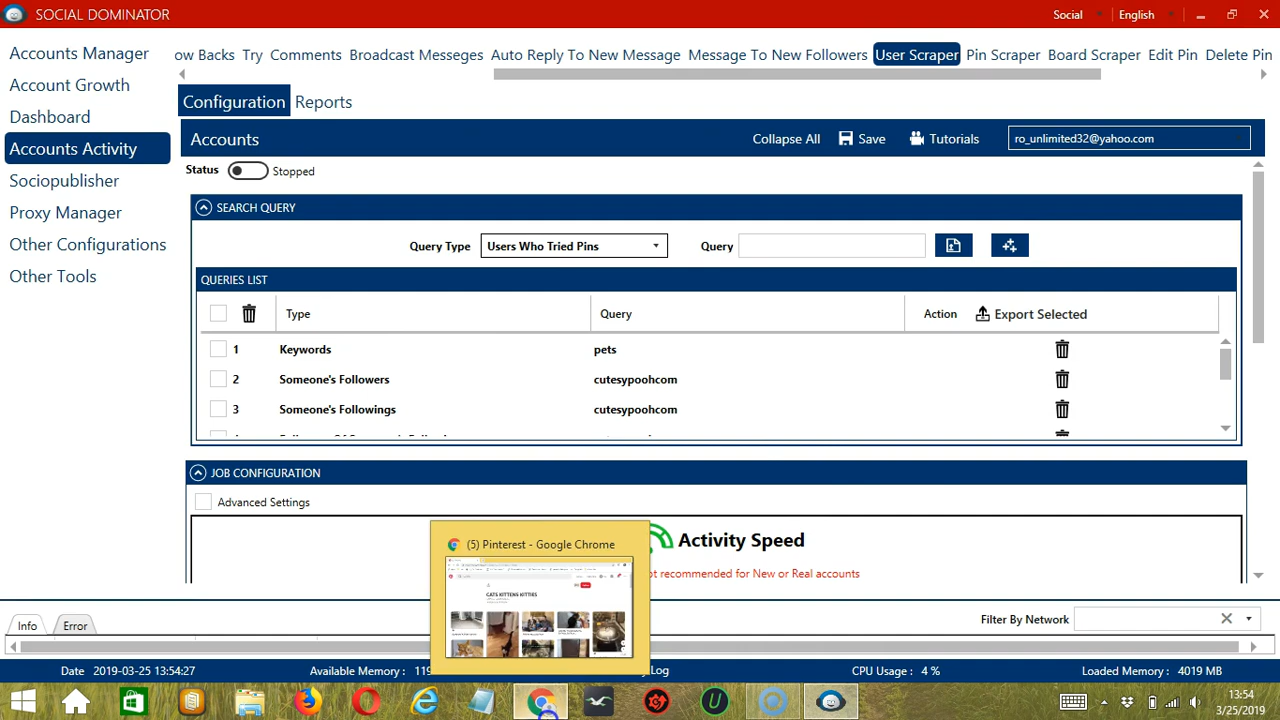 SOCIAL DOMINATOR
Social
English
Accounts Manager
Account Growth
Dashboard
Accounts Activity
Sociopublisher
Proxy Manager
Other Configurations
Other Tools
ow Backs Try Comments Broadcast Messeges Auto Reply To New Message Message To New Followers User Scraper Pin Scraper Board Scraper Edit Pin Delete Pin
Configuration Reports
Accounts Collapse All Save Tutorials ro_unlimited32@yahoo.com
Status Stopped
SEARCH QUERY
Query Type Users Who Tried Pins Query
QUERIES LIST
Type Query Action Export Selected
1 Keywords pets
2 Someone's Followers cutesypoohcom
3 Someone's Followings cutesypoohcom
JOB CONFIGURATION
Advanced Settings
Activity Speed
t recommended for New or Real accounts
(5) Pinterest - Google Chrome
CATS KITTENS KITTIES
Info Error
Filter By Network
Date 2019-03-25 13:54:27 Available Memory : 119 Log CPU Usage : 4 % Loaded Memory : 4019 MB
13:54
3/25/2019